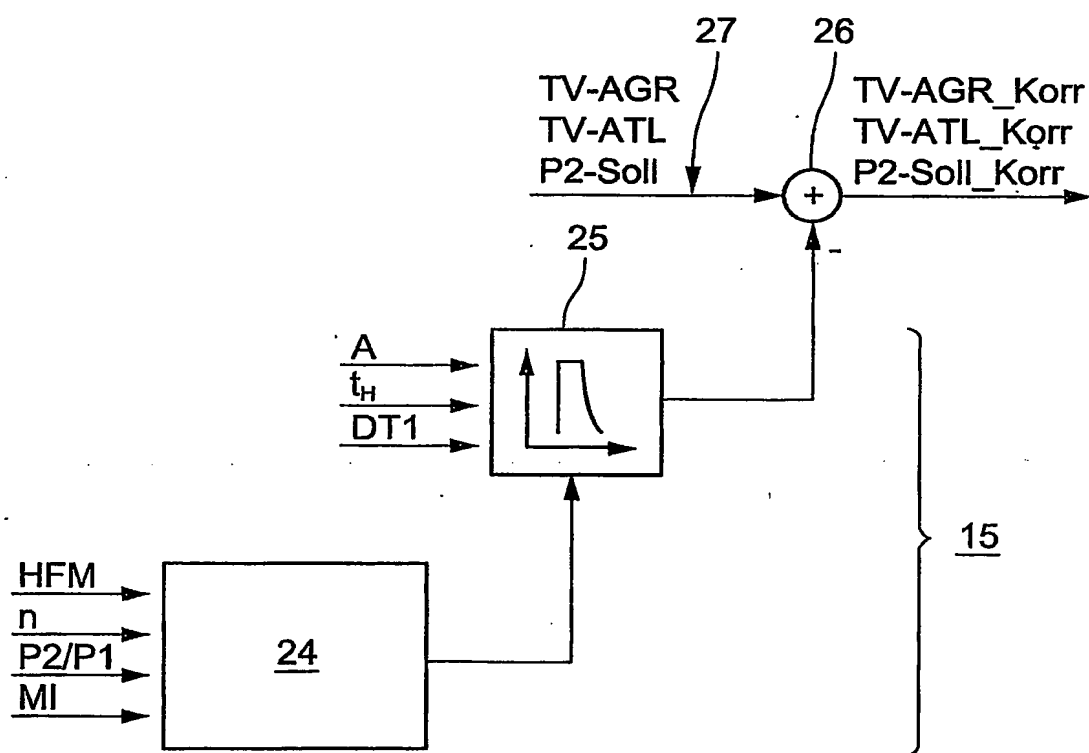 27
26
TV-AGR
TV-ATL
P2-Soll
TV-AGR_Korr
TV-ATL_Korr
P2-Soll_Korr
+
-
25
A
tH
DT1
15
HFM
n
P2/P1
MI
24